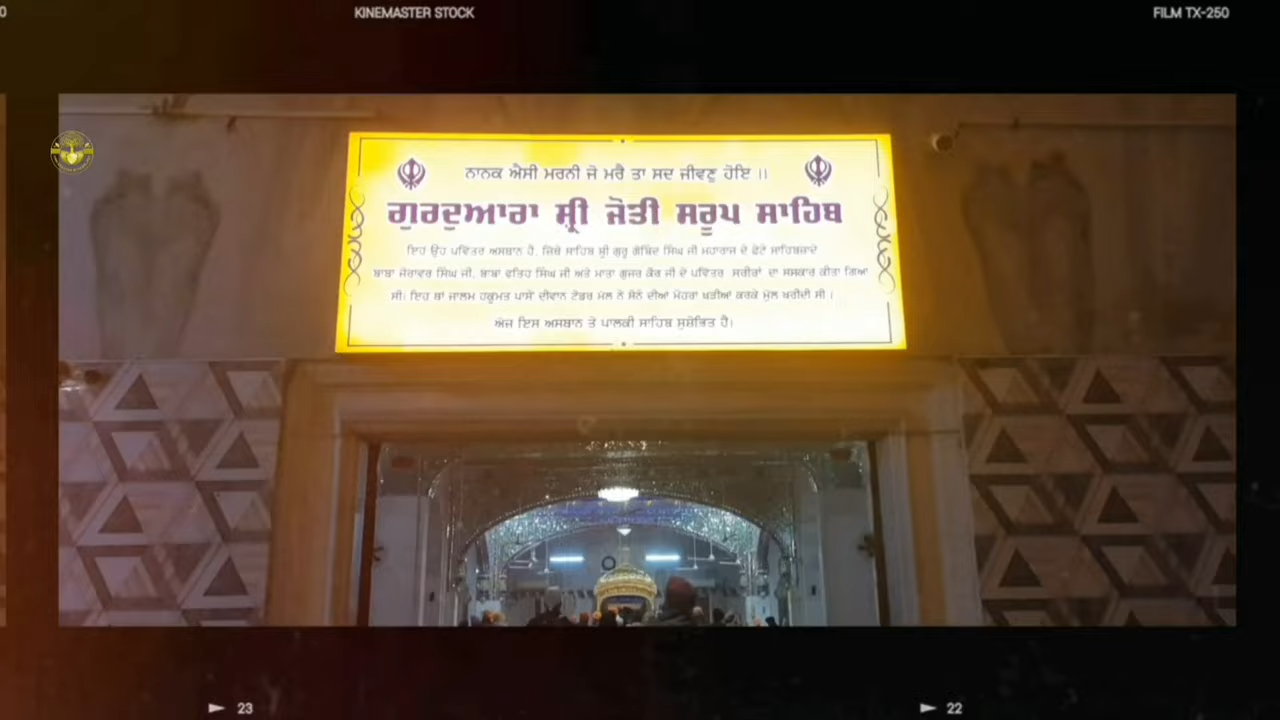 KINEMASTER STOCK
FILM TX-250
ਨਾਨਕ ਐਸੀ ਮਰਨੀ ਜੋ ਮਰੈ ਤਾ ਸਦ ਜੀਵਣੁ ਹੋਇ ।।
ਗੁਰਦੁਆਰਾ ਸ਼੍ਰੀ ਜੋਤੀ ਸਰੂਪ ਸਾਹਿਬ
ਇਹ ਉਹ ਪਵਿੱਤਰ ਅਸਥਾਨ ਹੈ, ਜਿੱਥੇ ਸਾਹਿਬ ਸ਼੍ਰੀ ਗੁਰੂ ਗੋਬਿੰਦ ਸਿੰਘ ਜੀ ਮਹਾਰਾਜ ਦੇ ਛੋਟੇ ਸਾਹਿਬਜ਼ਾਦੇ
ਬਾਬਾ ਜੋਰਾਵਰ ਸਿੰਘ ਜੀ, ਬਾਬਾ ਫਤਿਹ ਸਿੰਘ ਜੀ ਅਤੇ ਮਾਤਾ ਗੁਜਰ ਕੌਰ ਜੀ ਦੇ ਪਵਿੱਤਰ ਸਰੀਰਾਂ ਦਾ ਸਸਕਾਰ ਕੀਤਾ ਗਿਆ
ਸੀ। ਇਹ ਥਾਂ ਜਾਲਮ ਹਕੂਮਤ ਪਾਸੋਂ ਦੀਵਾਨ ਟੋਡਰ ਮੱਲ ਨੇ ਸੋਨੇ ਦੀਆਂ ਮੋਹਰਾਂ ਖੜੀਆਂ ਕਰਕੇ ਮੁੱਲ ਖਰੀਦੀ ਸੀ।
ਅੱਜ ਇਸ ਅਸਥਾਨ ਤੇ ਪਾਲਕੀ ਸਾਹਿਬ ਸੁਸ਼ੋਭਿਤ ਹੈ।
23
22